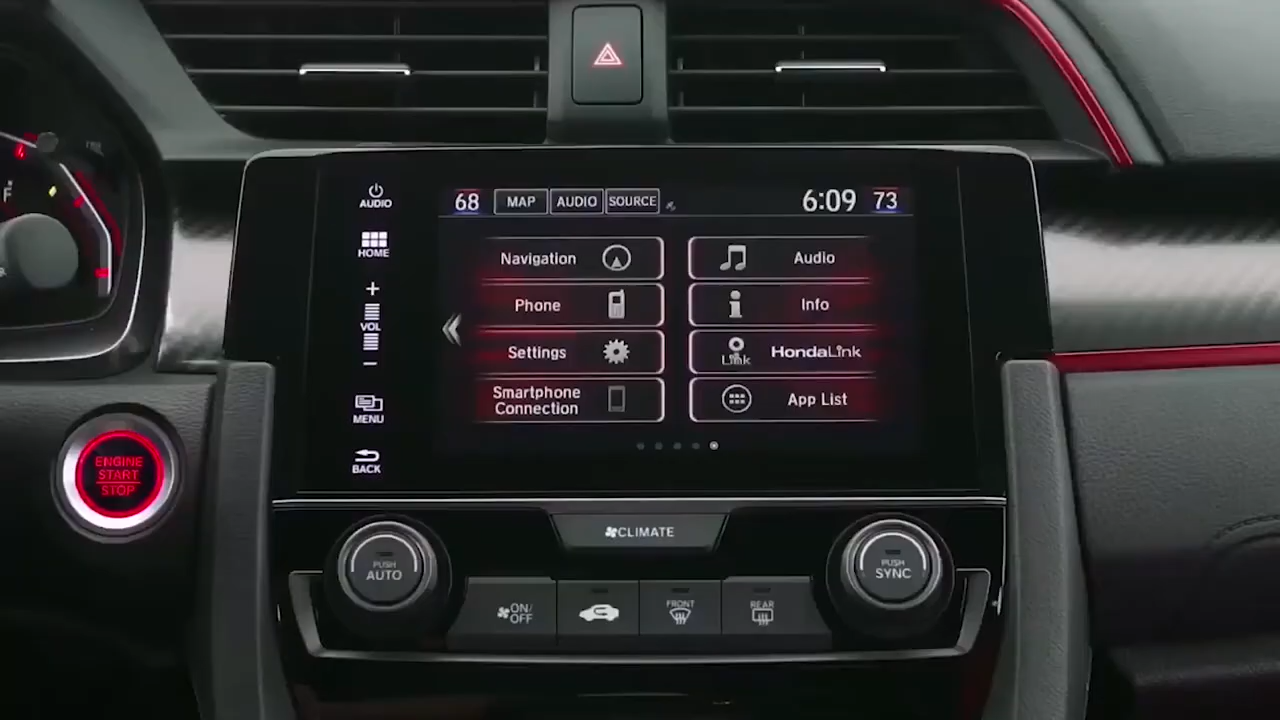 F
AUDIO
HOME
+
VOL
−
MENU
BACK
68 MAP AUDIO SOURCE 6:09 73
Navigation
Audio
Phone
Info
Settings
Link HondaLink
Smartphone
Connection
App List
ENGINE
START
STOP
CLIMATE
PUSH
AUTO
PUSH
SYNC
ON/
OFF
FRONT
REAR